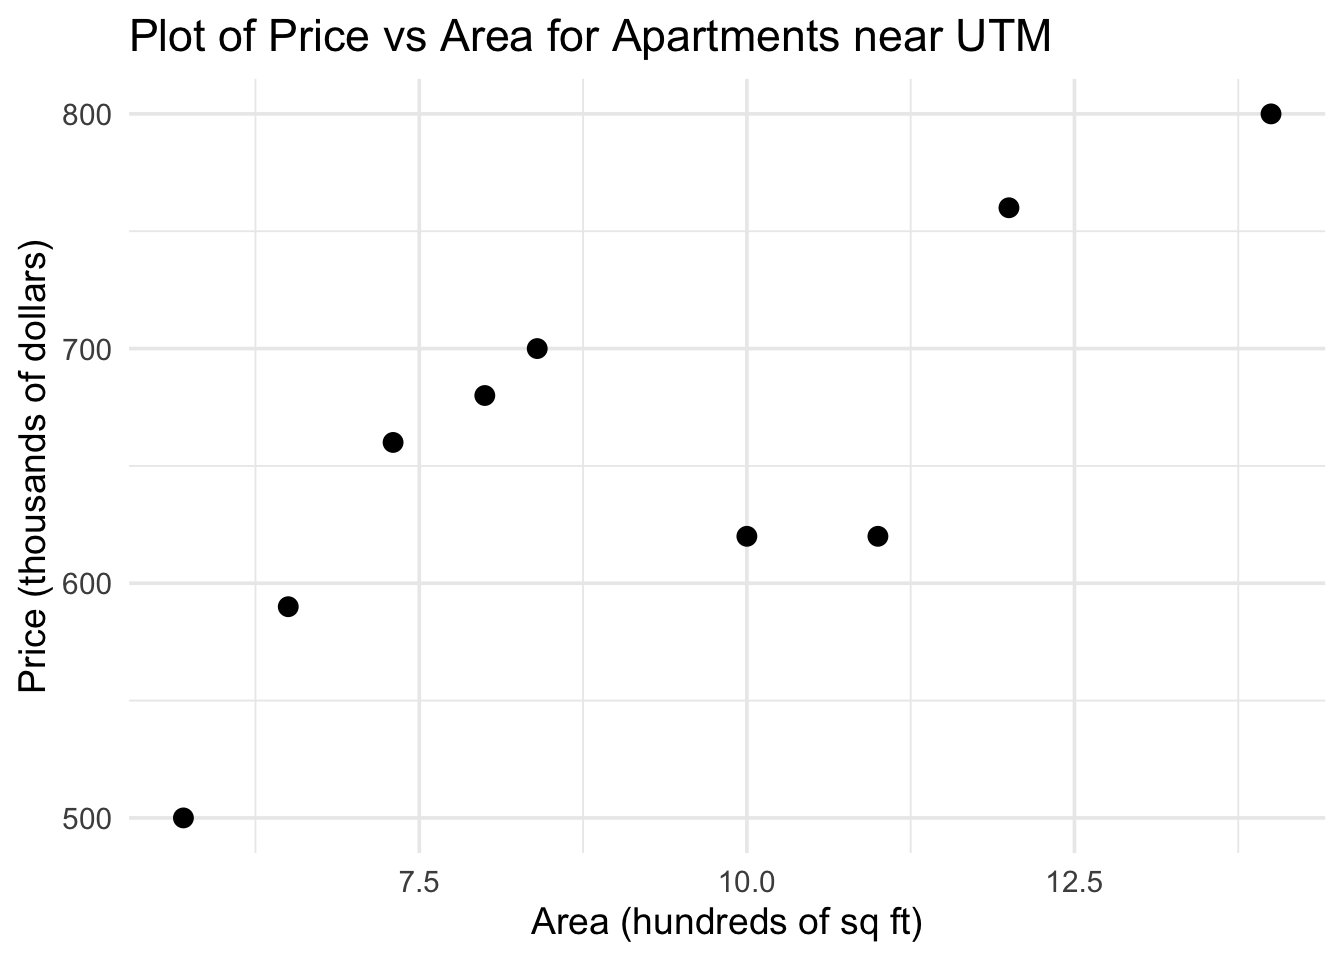 Plot of Price vs Area for Apartments near UTM
800
700
600
500
Price (thousands of dollars)
7.5 10.0 12.5
Area (hundreds of sq ft)